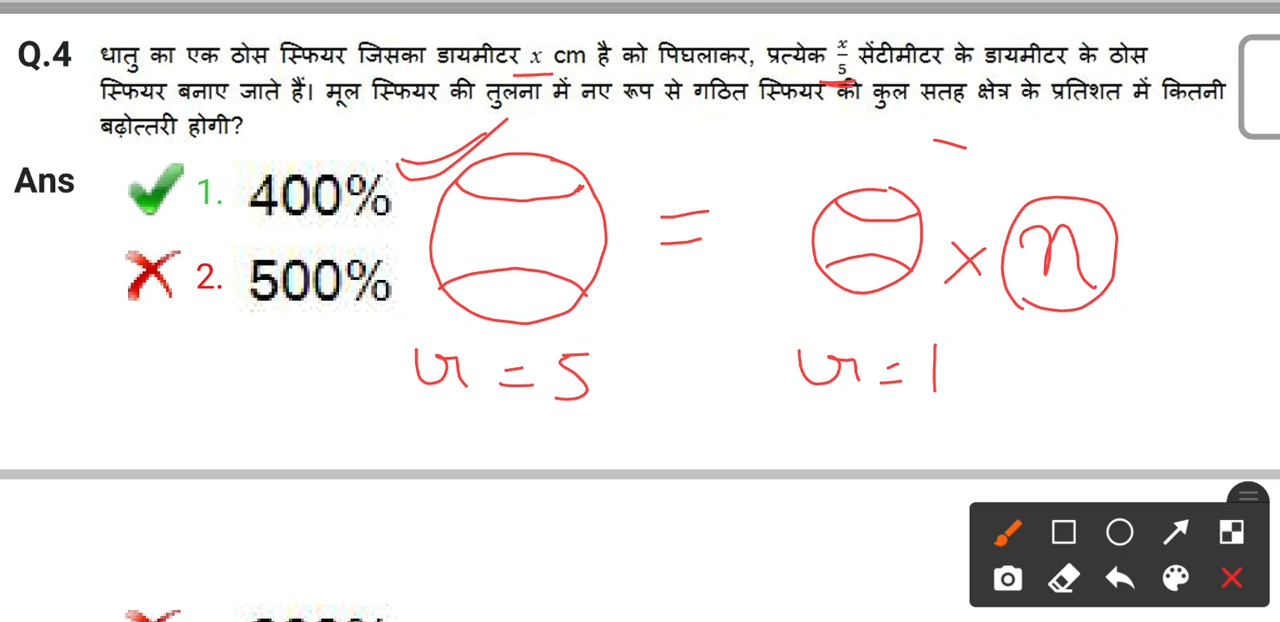 Q.4 धातु का एक ठोस स्फियर जिसका डायमीटर x cm है को पिघलाकर, प्रत्येक x/5 सेंटीमीटर के डायमीटर के ठोस
स्फियर बनाए जाते हैं। मूल स्फियर की तुलना में नए रूप से गठित स्फियर की कुल सतह क्षेत्र के प्रतिशत में कितनी
बढ़ोत्तरी होगी?
Ans 1. 400%
2. 500%
= × n
r = 5 r = 1